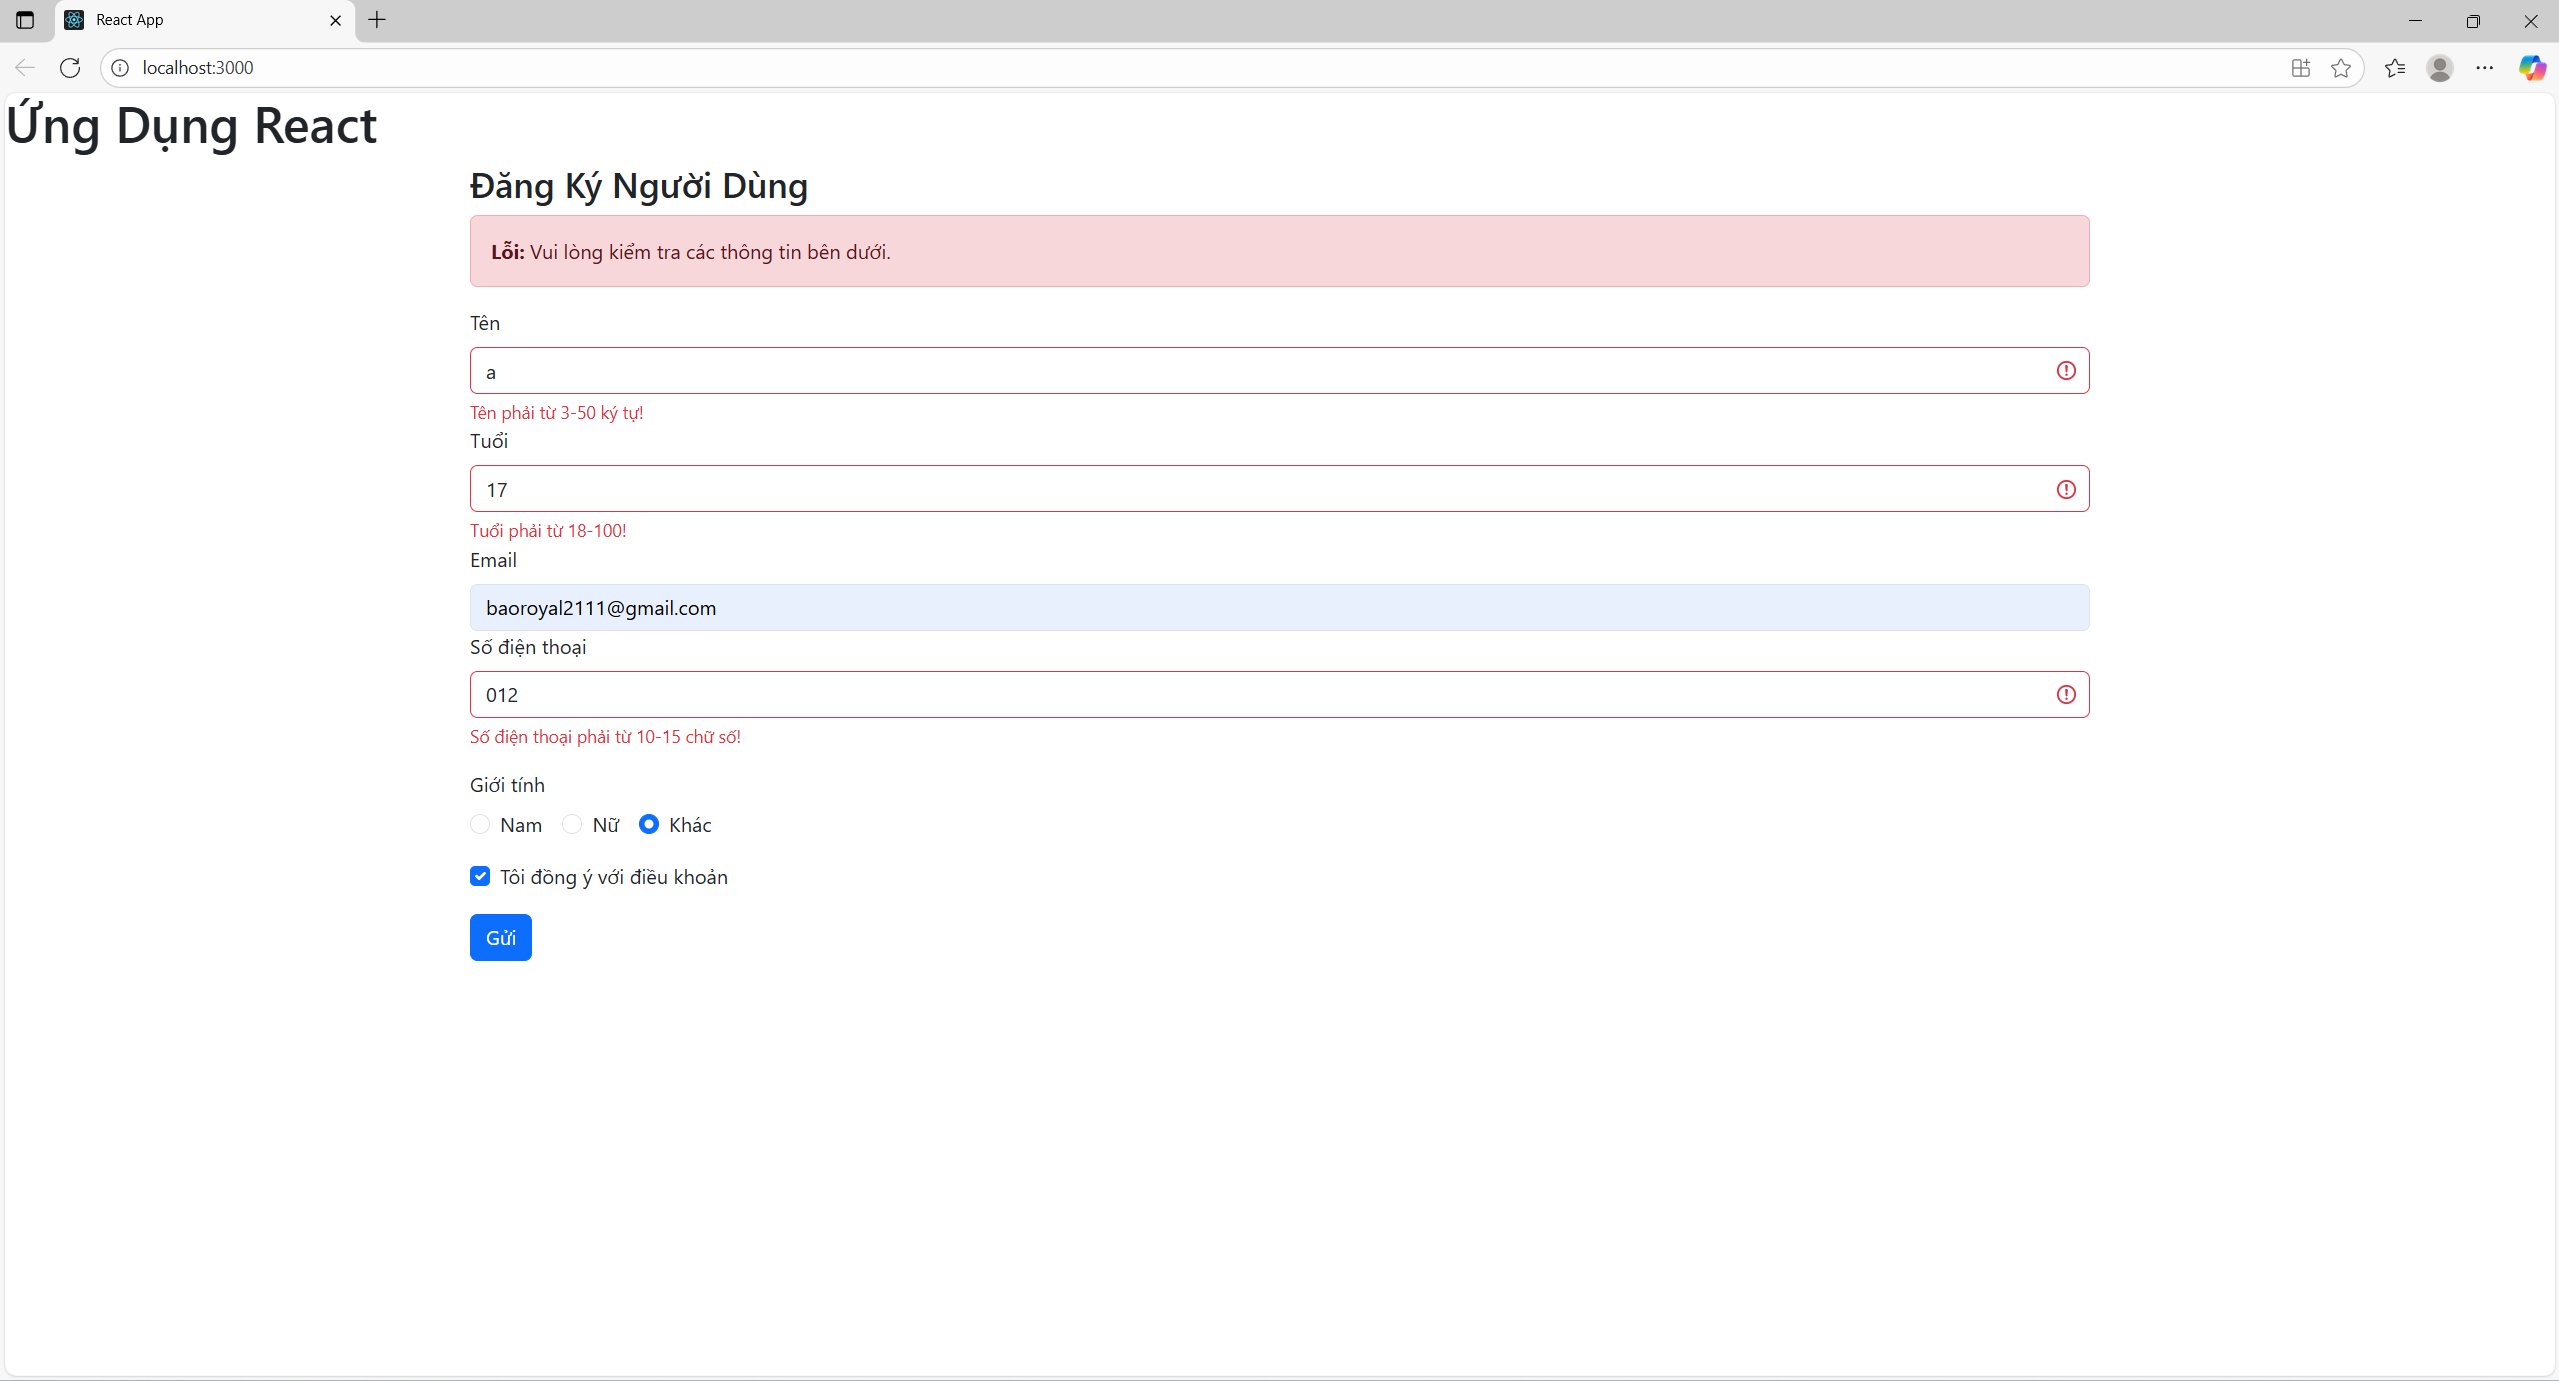 React App
localhost:3000
Ứng Dụng React
Đăng Ký Người Dùng
Lỗi: Vui lòng kiểm tra các thông tin bên dưới.
Tên
a
Tên phải từ 3-50 ký tự!
Tuổi
17
Tuổi phải từ 18-100!
Email
baoroyal2111@gmail.com
Số điện thoại
012
Số điện thoại phải từ 10-15 chữ số!
Giới tính
Nam Nữ Khác
Tôi đồng ý với điều khoản
Gửi